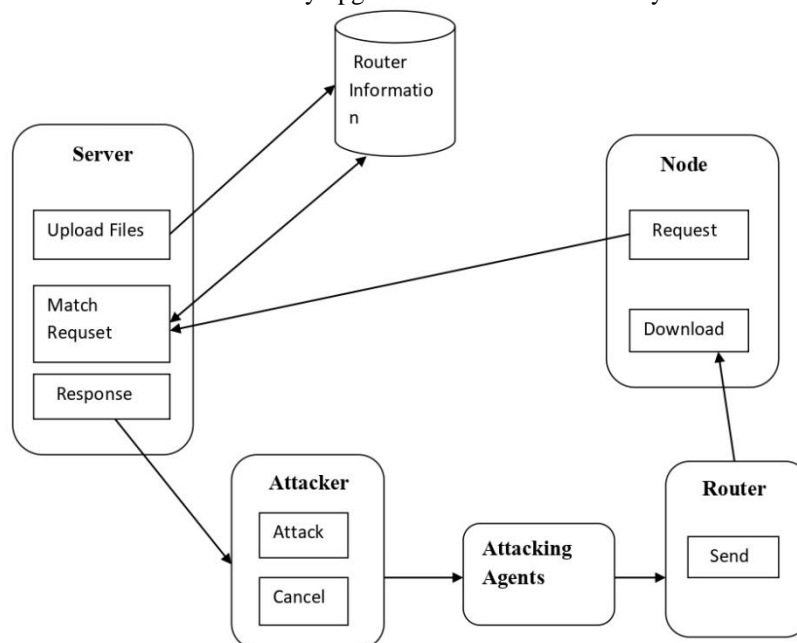 Router
Informatio
n
Server
Upload Files
Match
Requset
Response
Node
Request
Download
Attacker
Attack
Cancel
Attacking
Agents
Router
Send